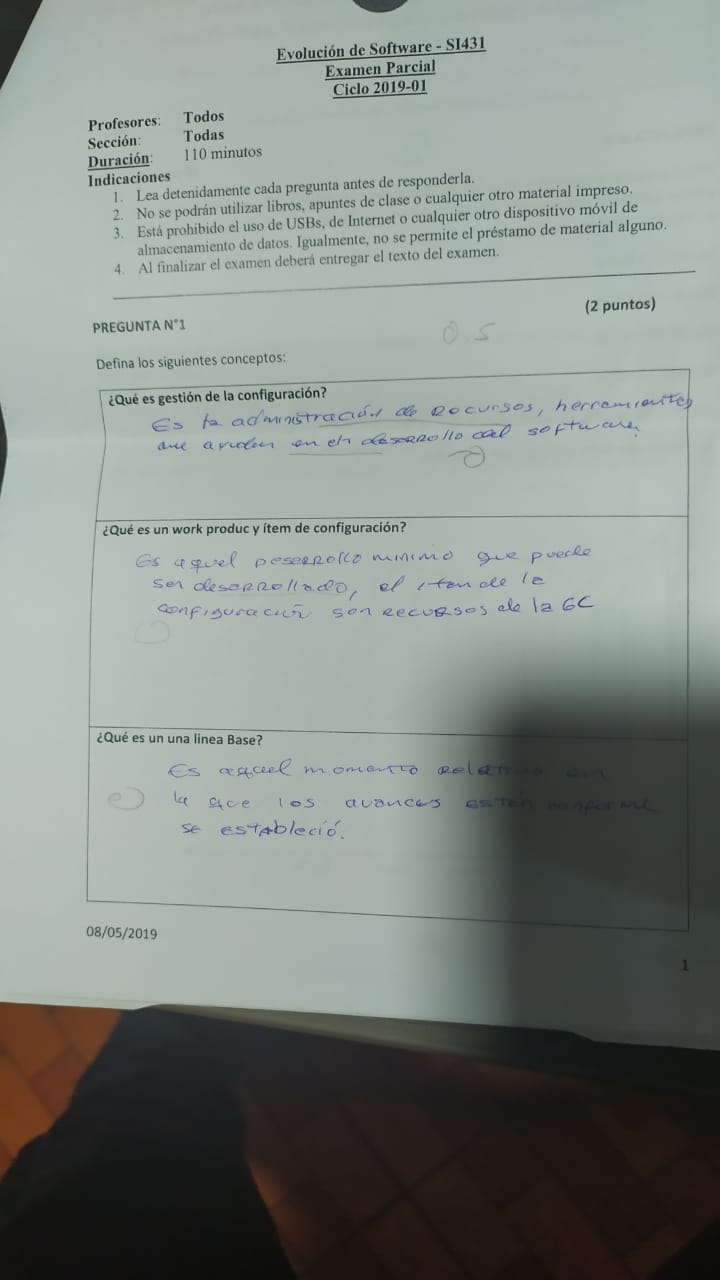 Evolución de Software - SI431
Examen Parcial
Ciclo 2019-01
Profesores: Todos
Sección: Todas
Duración: 110 minutos
Indicaciones
1. Lea detenidamente cada pregunta antes de responderla.
2. No se podrán utilizar libros, apuntes de clase o cualquier otro material impreso.
3. Está prohibido el uso de USBs, de Internet o cualquier otro dispositivo móvil de
almacenamiento de datos. Igualmente, no se permite el préstamo de material alguno.
4. Al finalizar el examen deberá entregar el texto del examen.
PREGUNTA N°1 (2 puntos)
0.5
Defina los siguientes conceptos:
¿Qué es gestión de la configuración?
Es la administración de recursos, herramientas
que ayuden en el desarrollo del software.
¿Qué es un work produc y ítem de configuración?
Es aquel desarrollo minimo que puede
ser desarrollado, el item de la
configuración son recursos de la GC
¿Qué es un una linea Base?
Es aquel momento relativo en
la que los avances están conforme
se estableció.
08/05/2019
1